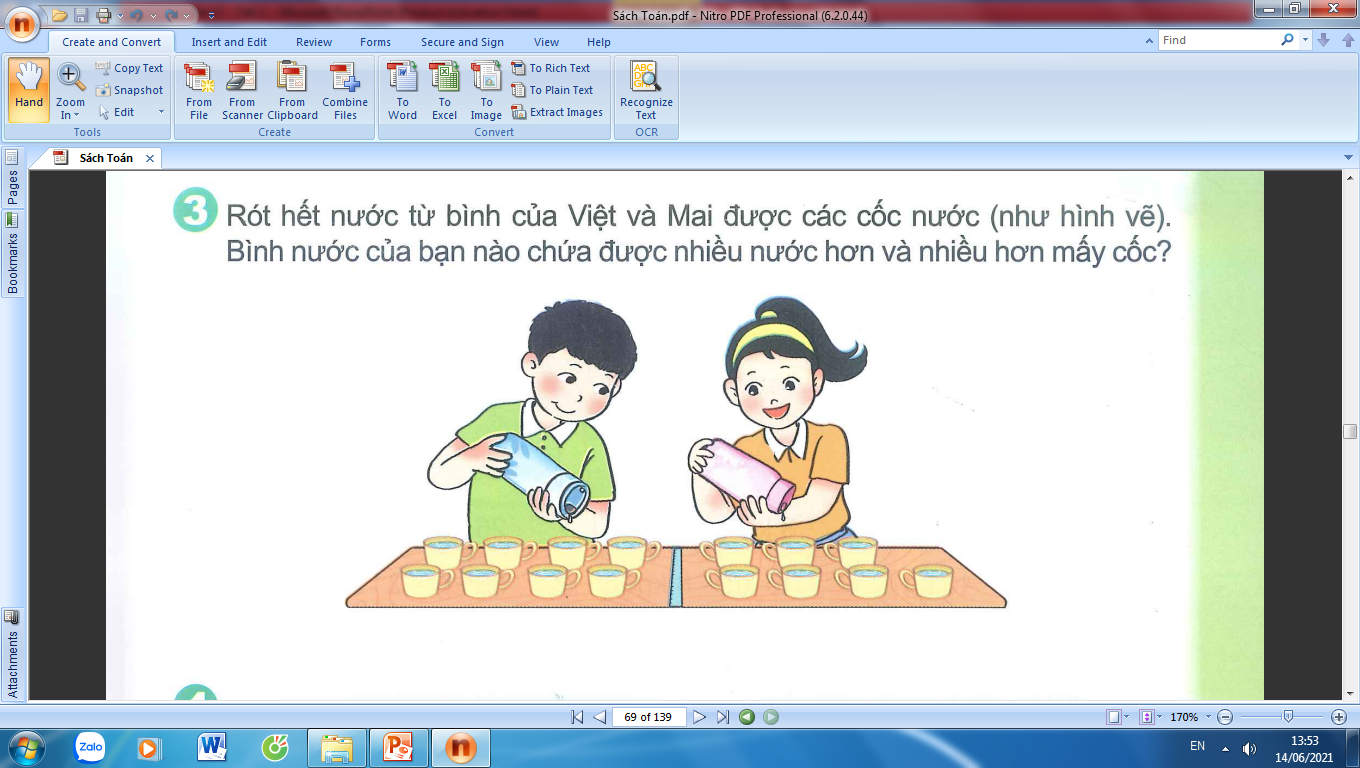 Sách Toán.pdf - Nitro PDF Professional (6.2.0.44)
Create and Convert Insert and Edit Review Forms Secure and Sign View Help Find
Hand
Zoom In
Copy Text
Snapshot
Edit
Tools
From File
From Scanner
From Clipboard
Combine Files
Create
To Word
To Excel
To Image
To Rich Text
To Plain Text
Extract Images
Convert
ABC
Recognize Text
OCR
Sách Toán
Pages
Bookmarks
Attachments
3 Rót hết nước từ bình của Việt và Mai được các cốc nước (như hình vẽ).
Bình nước của bạn nào chứa được nhiều nước hơn và nhiều hơn mấy cốc?
69 of 139
170%
Zalo
EN
13:53
14/06/2021